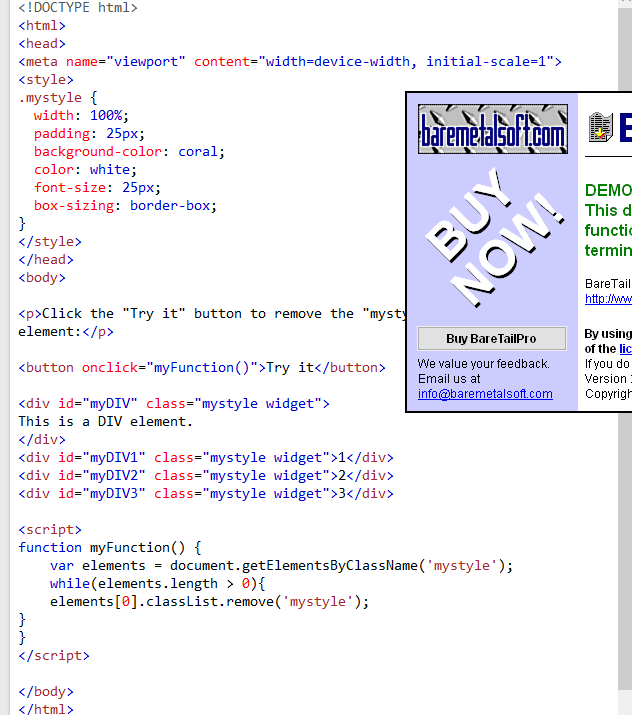 <!DOCTYPE html>
<html>
<head>
<meta name="viewport" content="width=device-width, initial-scale=1">
<style>
.mystyle {
  width: 100%;
  padding: 25px;
  background-color: coral;
  color: white;
  font-size: 25px;
  box-sizing: border-box;
}
</style>
</head>
<body>
<p>Click the "Try it" button to remove the "mysty
element:</p>
<button onclick="myFunction()">Try it</button>
<div id="myDIV" class="mystyle widget">
This is a DIV element.
</div>
<div id="myDIV1" class="mystyle widget">1</div>
<div id="myDIV2" class="mystyle widget">2</div>
<div id="myDIV3" class="mystyle widget">3</div>
<script>
function myFunction() {
    var elements = document.getElementsByClassName('mystyle');
    while(elements.length > 0){
    elements[0].classList.remove('mystyle');
}
}
</script>
</body>
</html>
baremetalsoft.com
BUY
NOW!
Buy BareTailPro
We value your feedback.
Email us at
info@baremetalsoft.com
DEMO
This d
functio
termin
BareTail
http://ww
By using
of the lic
If you do
Version
Copyrigh